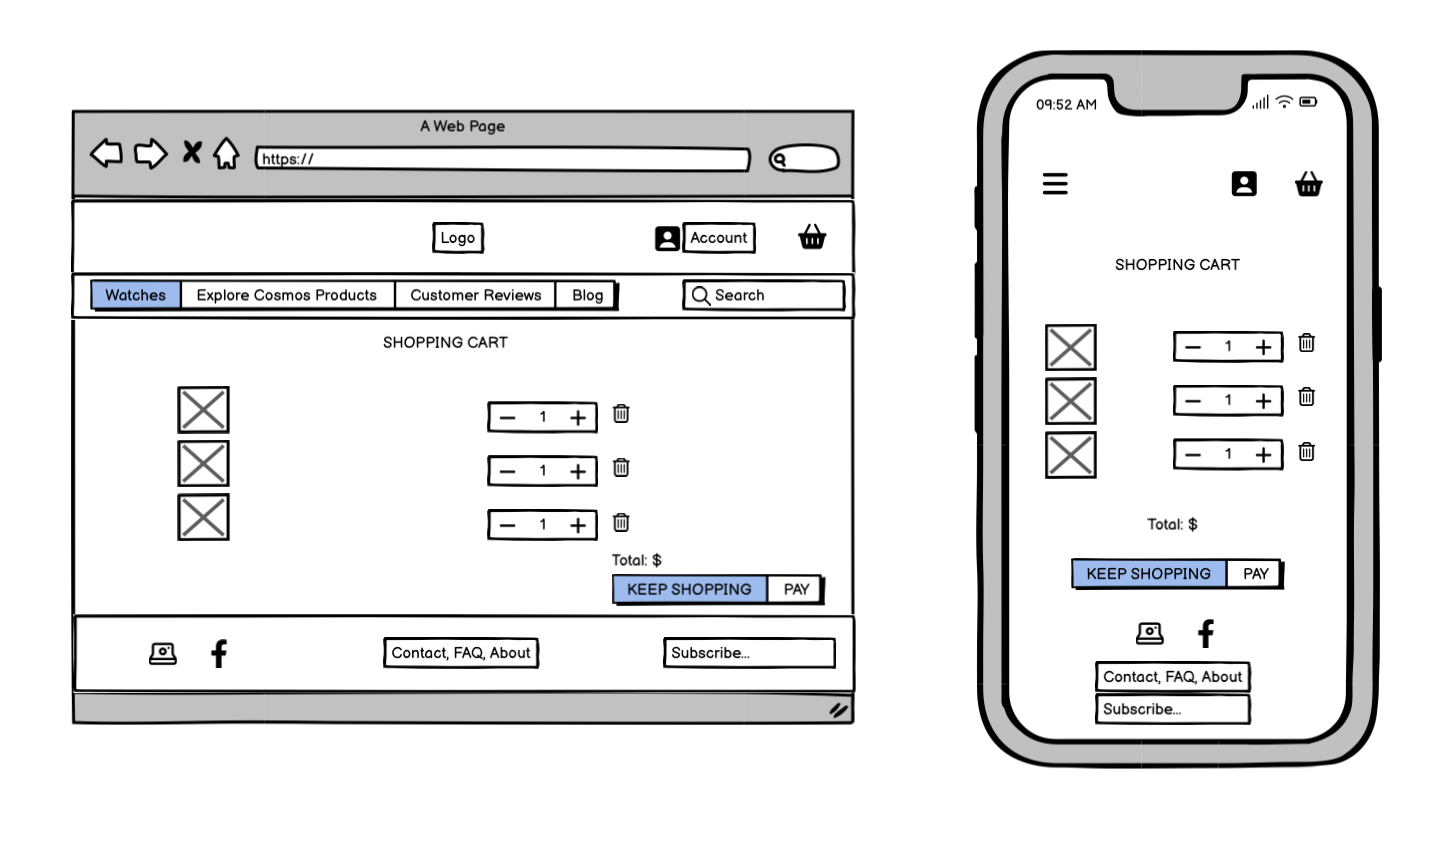 A Web Page
https://
Logo
Account
Watches
Explore Cosmos Products
Customer Reviews
Blog
Search
SHOPPING CART
1
1
1
Total: $
KEEP SHOPPING
PAY
Contact, FAQ, About
Subscribe...
09:52 AM
SHOPPING CART
1
1
1
Total: $
KEEP SHOPPING
PAY
Contact, FAQ, About
Subscribe...